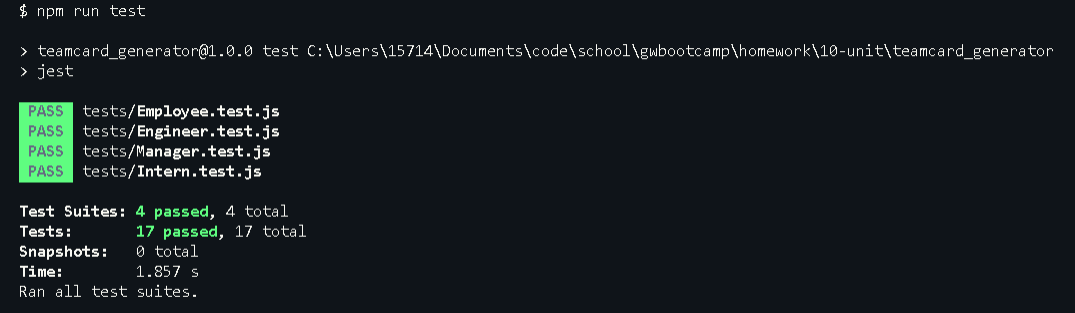 $ npm run test
> teamcard_generator@1.0.0 test C:\Users\15714\Documents\code\school\gwbootcamp\homework\10-unit\teamcard_generator
> jest
PASS tests/Employee.test.js
PASS tests/Engineer.test.js
PASS tests/Manager.test.js
PASS tests/Intern.test.js
Test Suites: 4 passed, 4 total
Tests: 17 passed, 17 total
Snapshots: 0 total
Time: 1.857 s
Ran all test suites.